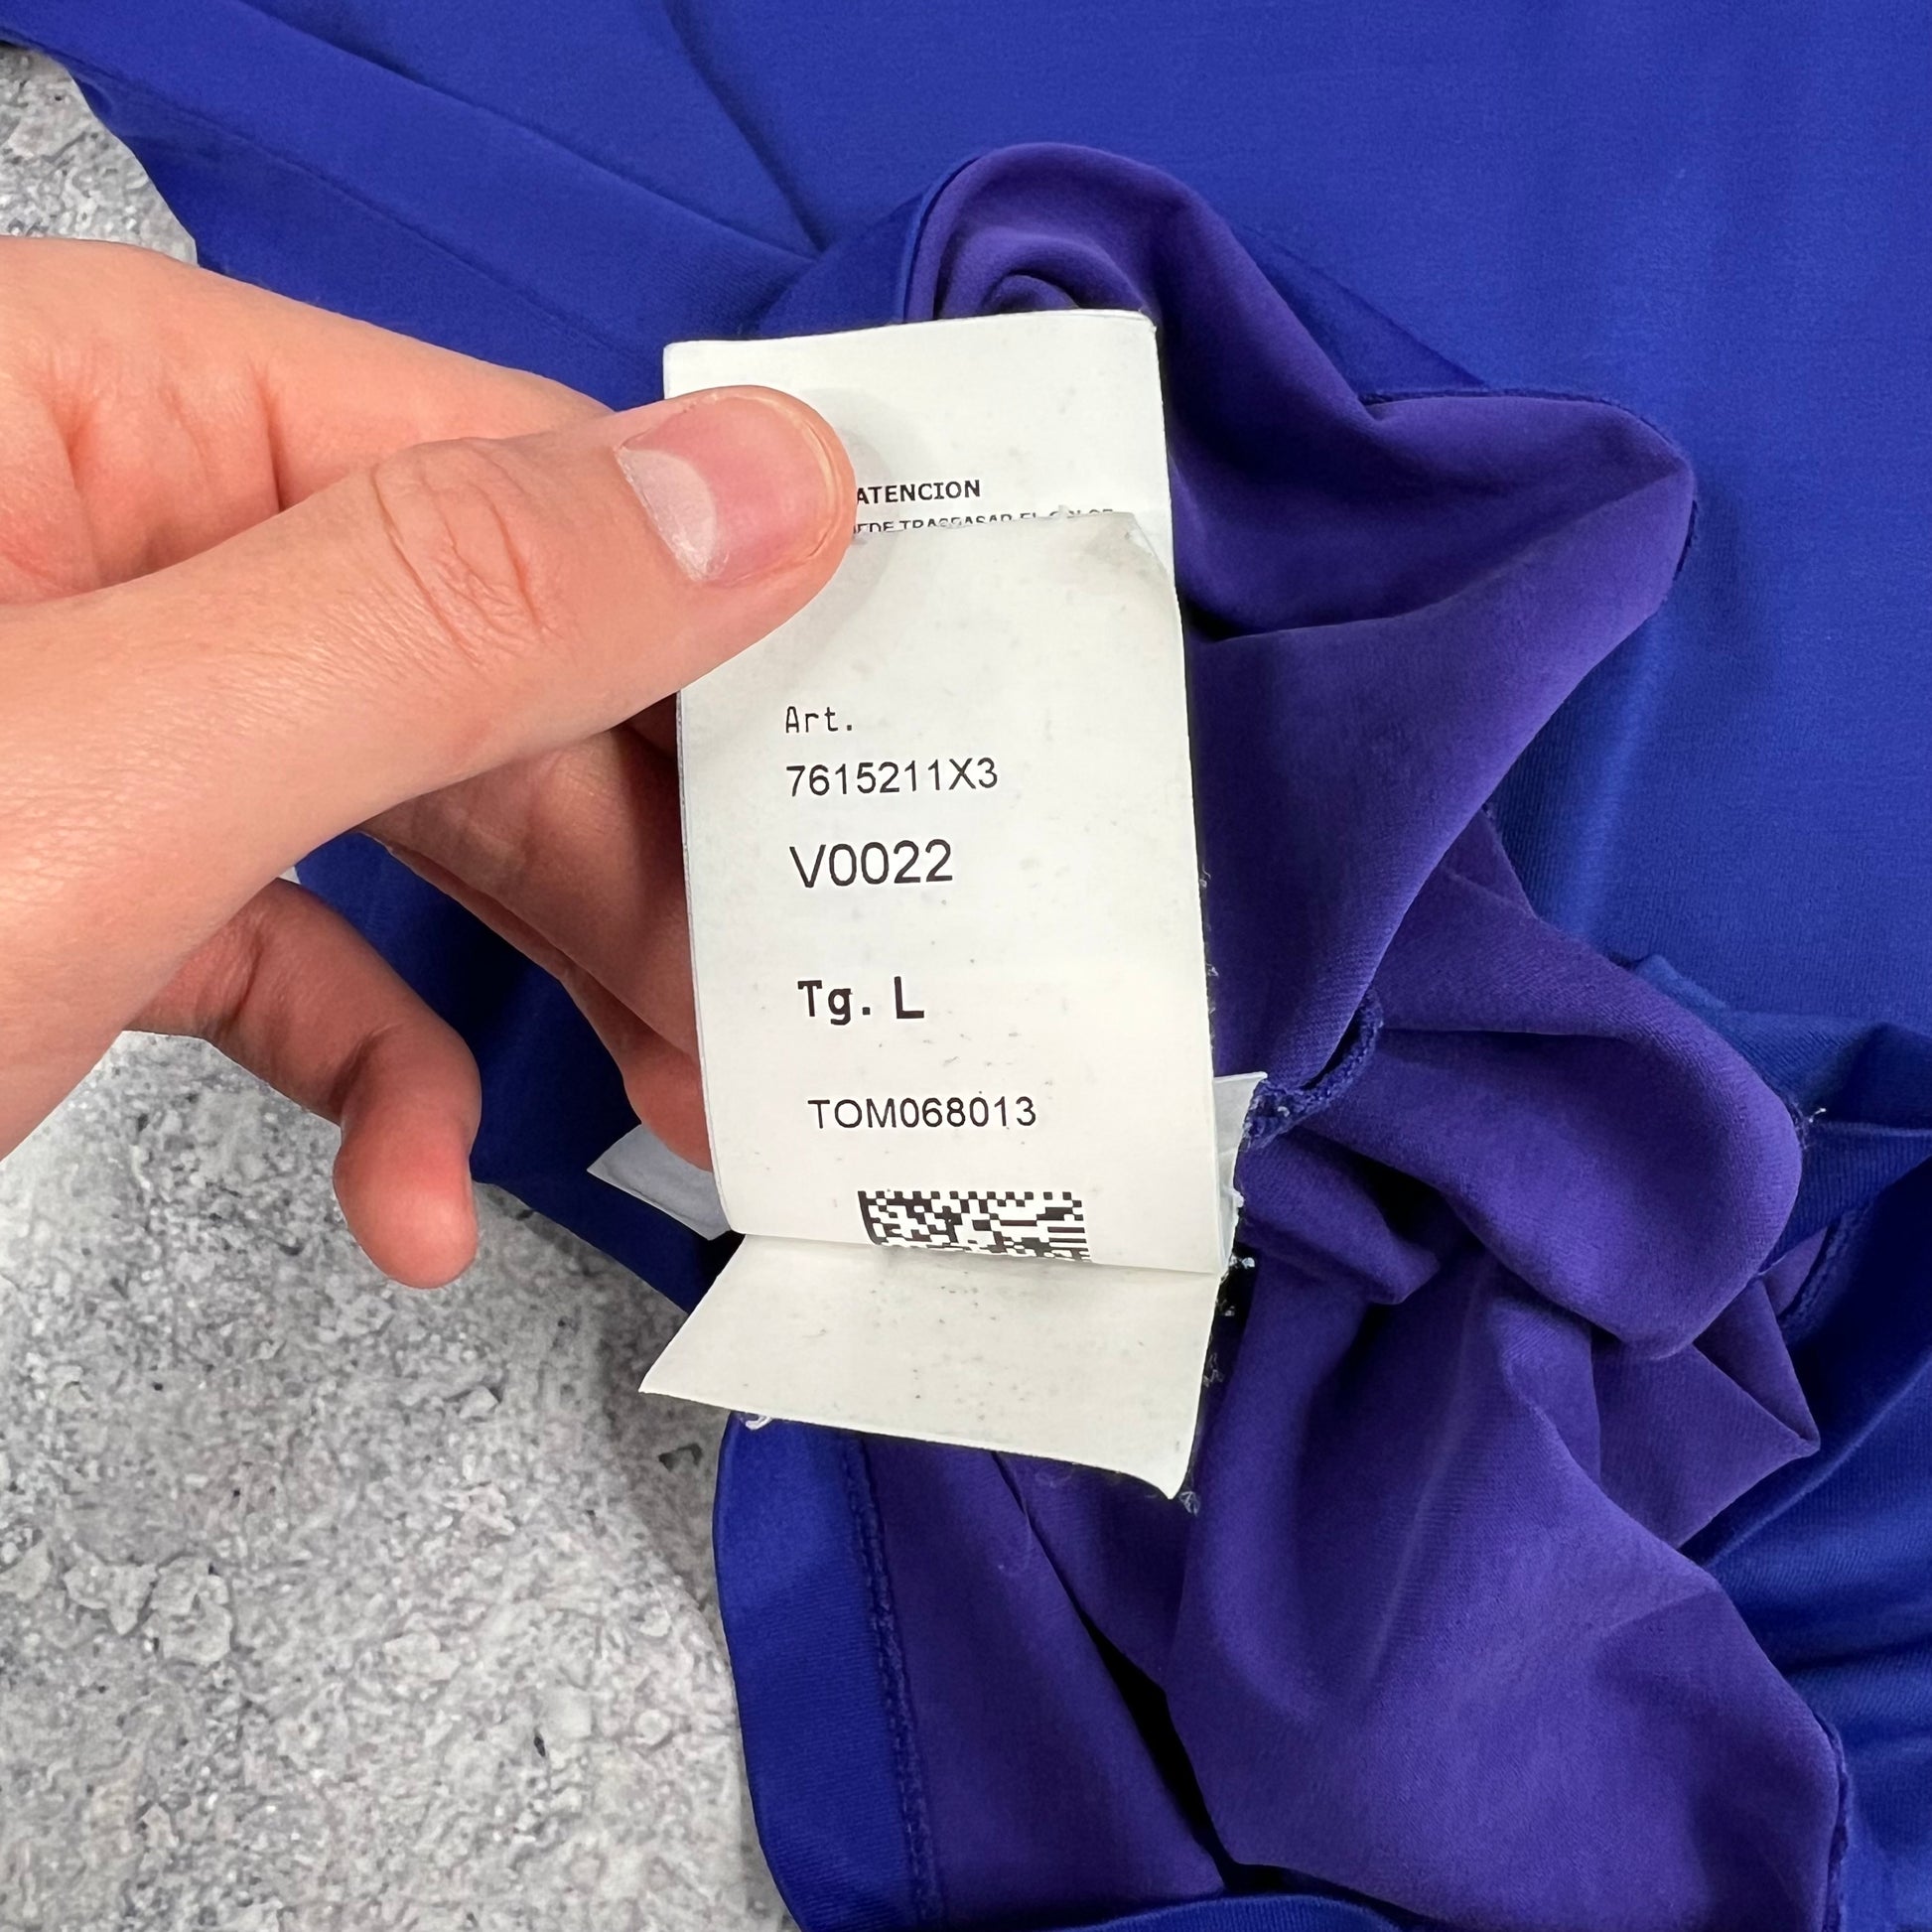 ATENCION
Art.
7615211X3
V0022
Tg. L
TOM068013